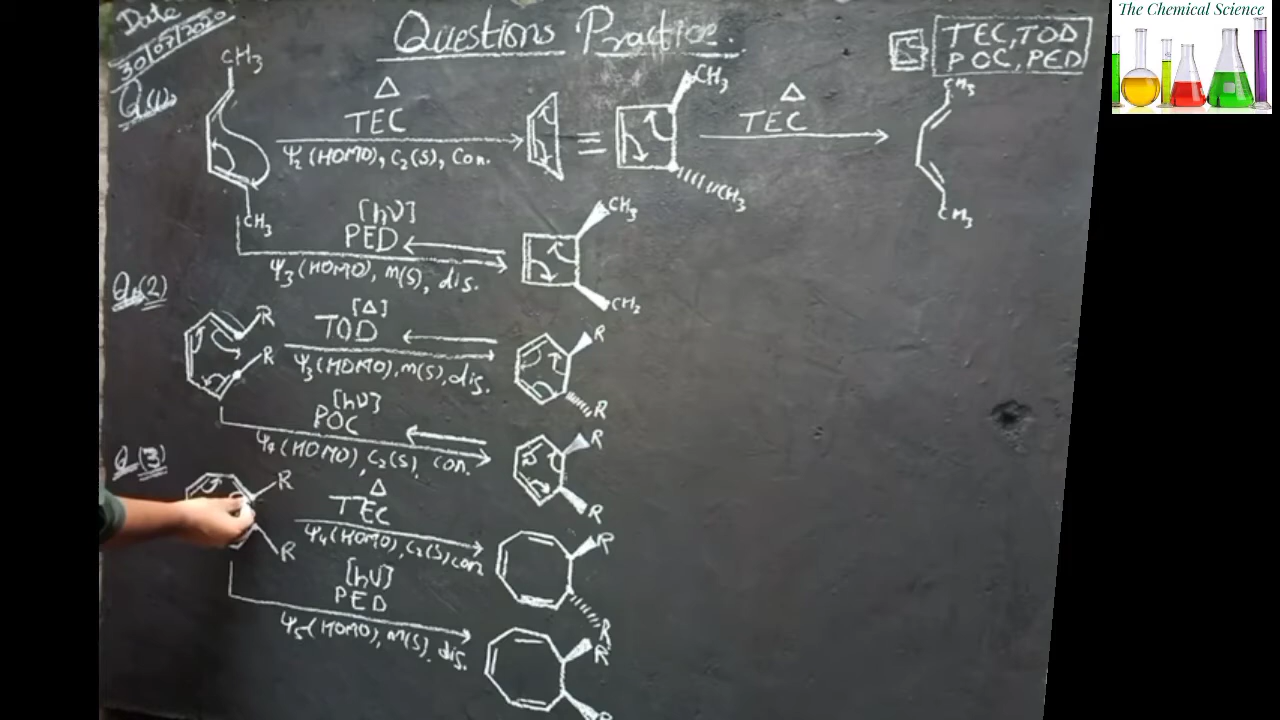 The Chemical Science
Date
30/07/2020
Questions Practice.
TEC, TOD
POC, PED
Q(1).
CH3
CH3
Δ
TEC
Ψ2 (HOMO), C2(S), Con.
CH3
CH3
Δ
TEC
CH3
CH3
[hν]
PED
Ψ3 (HOMO), m(S), dis.
CH3
CH2
Q.(2)
R
R
[Δ]
TOD
Ψ3 (HOMO), m(S), dis.
R
R
[hν]
POC
Ψ4 (HOMO), C2(S), con.
R
R
Q.(3)
R
R
Δ
TEC
Ψ4 (HOMO), C2(S) con
R
R
[hν]
PED
Ψ5 (HOMO), m(S). dis.
R
R